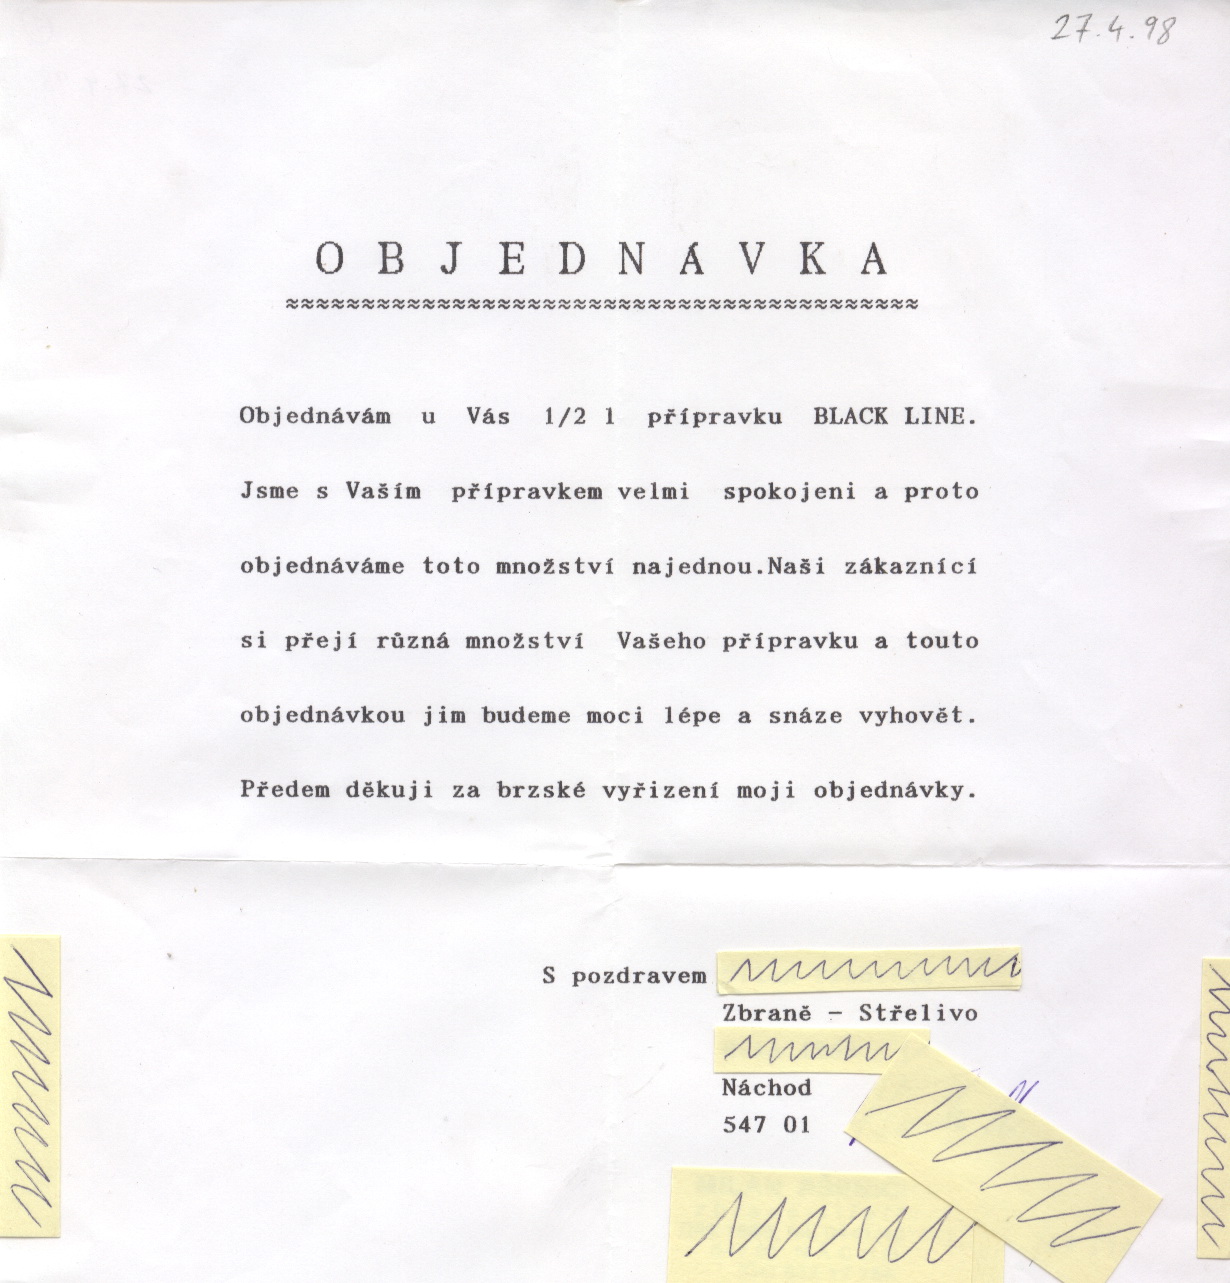 27.4.98
OBJEDNÁVKA
≈≈≈≈≈≈≈≈≈≈≈≈≈≈≈≈≈≈≈≈≈≈≈≈≈≈≈≈≈≈≈≈≈≈≈≈≈≈≈≈≈≈
Objednávám u Vás 1/2 l přípravku BLACK LINE.
Jsme s Vaším přípravkem velmi spokojeni a proto
objednáváme toto množství najednou.Naši zákazníci
si přejí různá množství Vašeho přípravku a touto
objednávkou jim budeme moci lépe a snáze vyhovět.
Předem děkuji za brzské vyřizení moji objednávky.
S pozdravem
Zbraně - Střelivo
Náchod
547 01